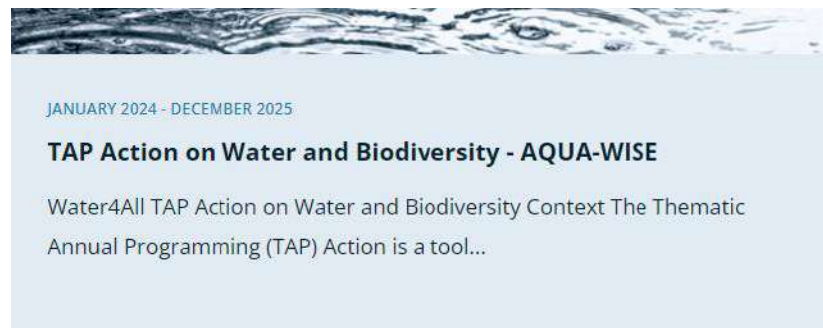 JANUARY 2024 - DECEMBER 2025
TAP Action on Water and Biodiversity - AQUA-WISE
Water4All TAP Action on Water and Biodiversity Context The Thematic
Annual Programming (TAP) Action is a tool...